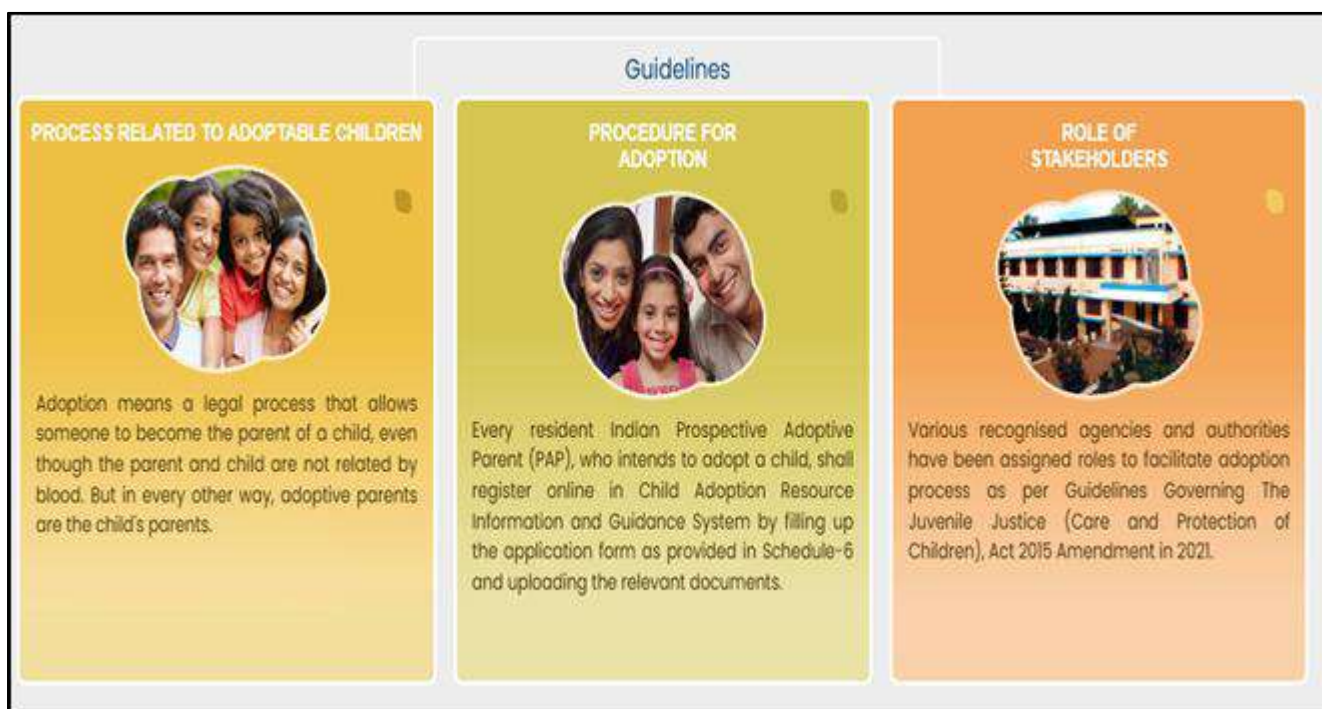 Guidelines
PROCESS RELATED TO ADOPTABLE CHILDREN
Adoption means a legal process that allows
someone to become the parent of a child, even
though the parent and child are not related by
blood. But in every other way, adoptive parents
are the child's parents.
PROCEDURE FOR
ADOPTION
Every resident Indian Prospective Adoptive
Parent (PAP), who intends to adopt a child, shall
register online in Child Adoption Resource
Information and Guidance System by filling up
the application form as provided in Schedule-6
and uploading the relevant documents.
ROLE OF
STAKEHOLDERS
Various recognised agencies and authorities
have been assigned roles to facilitate adoption
process as per Guidelines Governing The
Juvenile Justice (Care and Protection of
Children), Act 2015 Amendment in 2021.